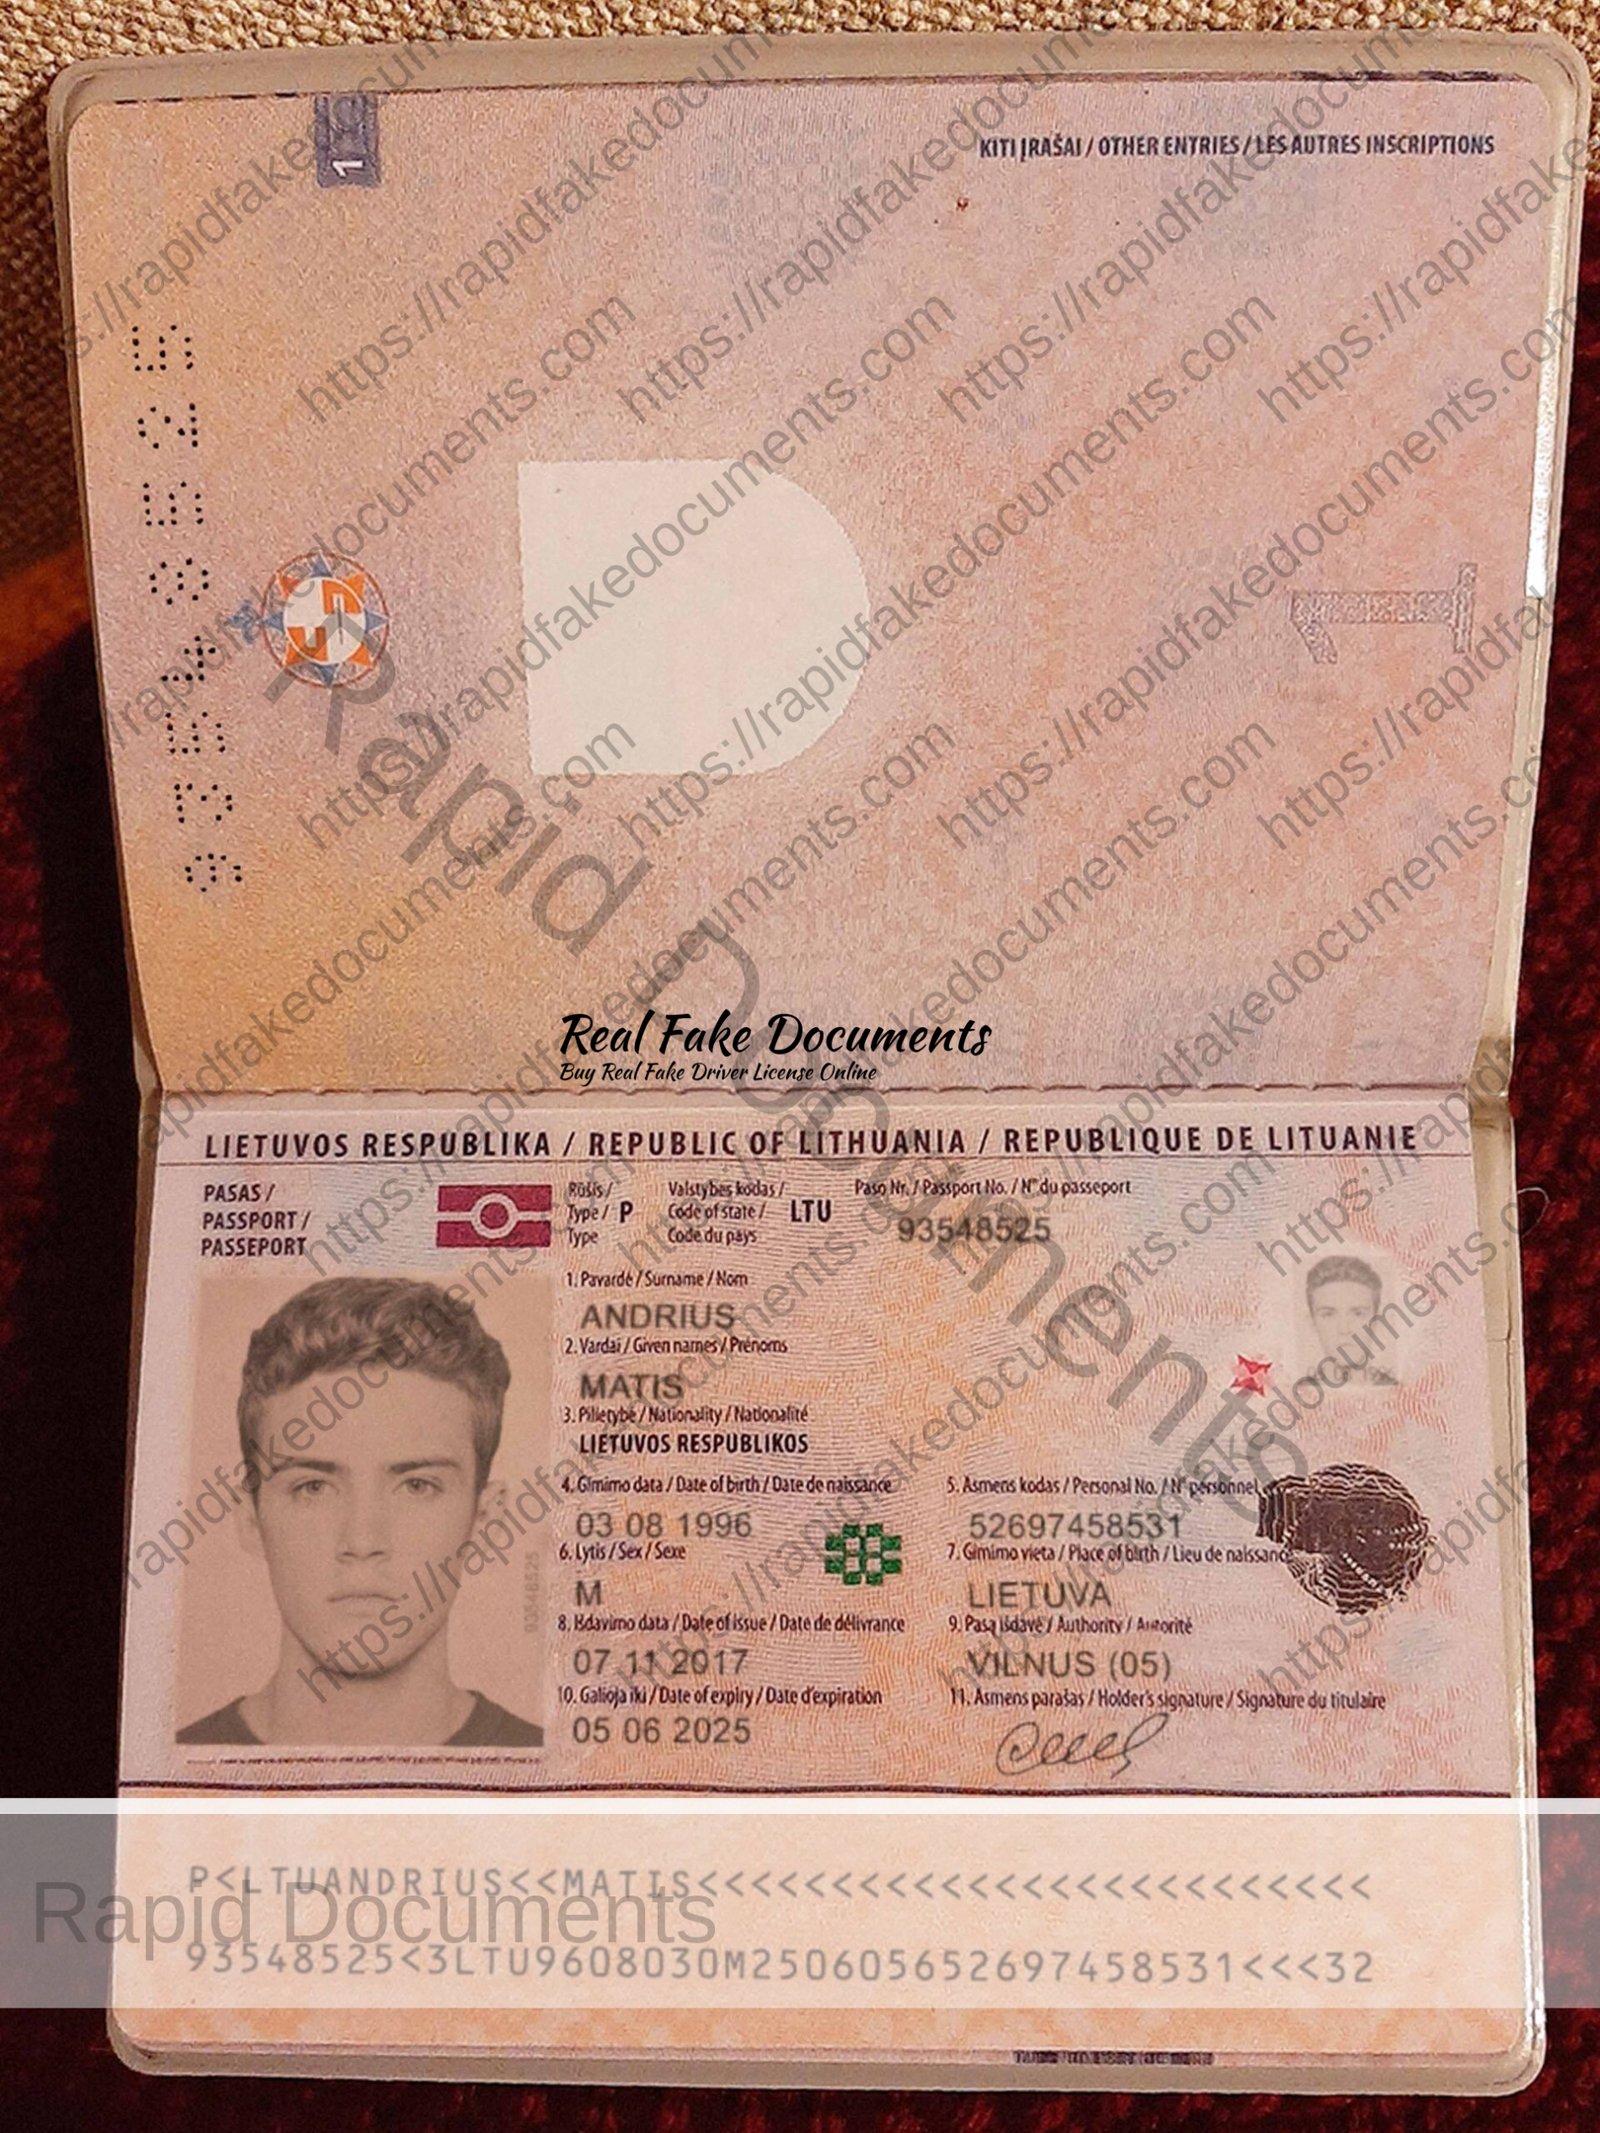 KITI ĮRAŠAI / OTHER ENTRIES / LES AUTRES INSCRIPTIONS
1
93548525
https://rapidfakedocuments.com
Rapid Documents
Real Fake Documents
Buy Real Fake Driver License Online
LIETUVOS RESPUBLIKA / REPUBLIC OF LITHUANIA / REPUBLIQUE DE LITUANIE
PASAS /
PASSPORT /
PASSEPORT
Rūšis /
Type / P
Type
Valstybės kodas /
Code of state / LTU
Code du pays
Paso Nr. / Passport No. / N° du passeport
93548525
1. Pavardė / Surname / Nom
ANDRIUS
2. Vardai / Given names / Prénoms
MATIS
3. Pilietybė / Nationality / Nationalité
LIETUVOS RESPUBLIKOS
4. Gimimo data / Date of birth / Date de naissance
03 08 1996
5. Asmens kodas / Personal No. / N° personnel
52697458531
6. Lytis / Sex / Sexe
M
7. Gimimo vieta / Place of birth / Lieu de naissance
LIETUVA
8. Išdavimo data / Date of issue / Date de délivrance
07 11 2017
9. Pasą išdavė / Authority / Autorité
VILNUS (05)
10. Galioja iki / Date of expiry / Date d'expiration
05 06 2025
11. Asmens parašas / Holder's signature / Signature du titulaire
93548525
P<LTUANDRIUS<<MATIS<<<<<<<<<<<<<<<<<<<<<<<<<
Rapid Documents
93548525<3LTU9608030M250605652697458531<<<32